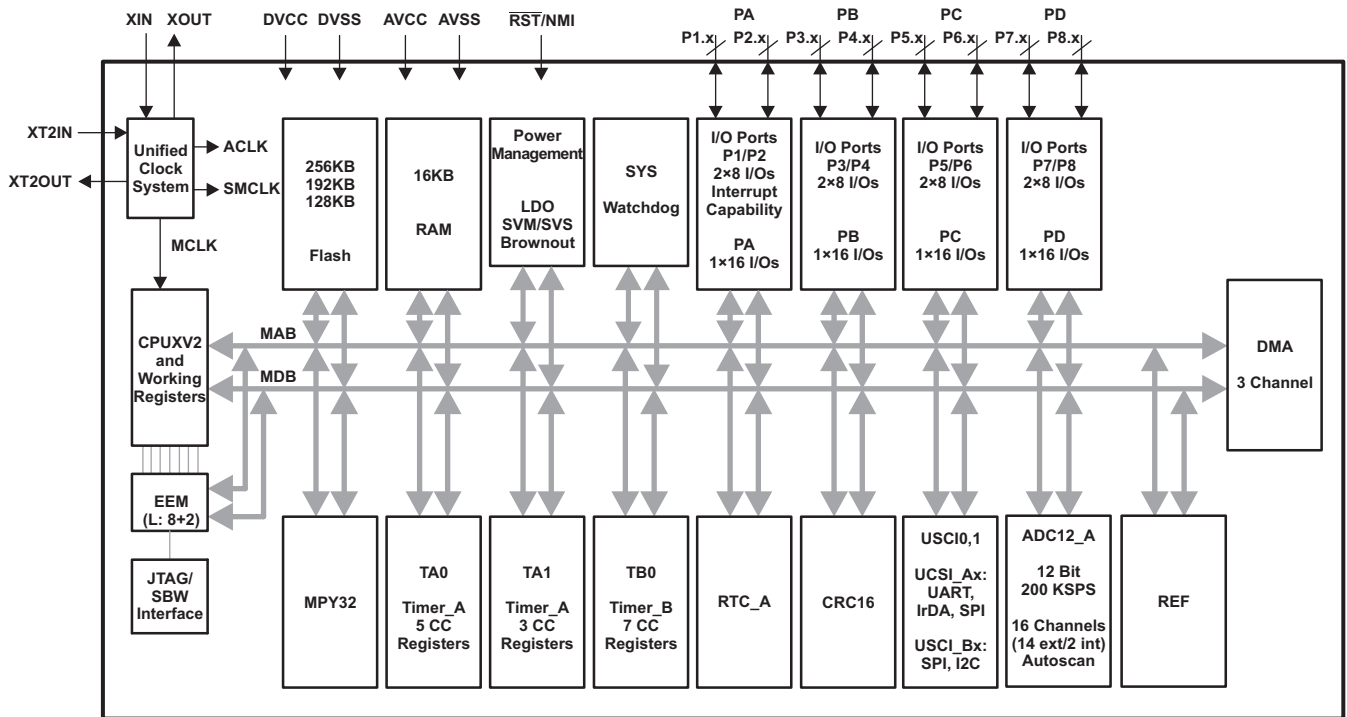 XIN XOUT DVCC DVSS AVCC AVSS RST/NMI PA PB PC PD
P1.x P2.x P3.x P4.x P5.x P6.x P7.x P8.x
XT2IN
XT2OUT
Unified
Clock
System
ACLK
SMCLK
MCLK
256KB
192KB
128KB
Flash
16KB
RAM
Power
Management
LDO
SVM/SVS
Brownout
SYS
Watchdog
I/O Ports
P1/P2
2×8 I/Os
Interrupt
Capability
PA
1×16 I/Os
I/O Ports
P3/P4
2×8 I/Os
PB
1×16 I/Os
I/O Ports
P5/P6
2×8 I/Os
PC
1×16 I/Os
I/O Ports
P7/P8
2×8 I/Os
PD
1×16 I/Os
CPUXV2
and
Working
Registers
MAB
MDB
DMA
3 Channel
EEM
(L: 8+2)
JTAG/
SBW
Interface
MPY32
TA0
Timer_A
5 CC
Registers
TA1
Timer_A
3 CC
Registers
TB0
Timer_B
7 CC
Registers
RTC_A
CRC16
USCI0,1
UCSI_Ax:
UART,
IrDA, SPI
USCI_Bx:
SPI, I2C
ADC12_A
12 Bit
200 KSPS
16 Channels
(14 ext/2 int)
Autoscan
REF